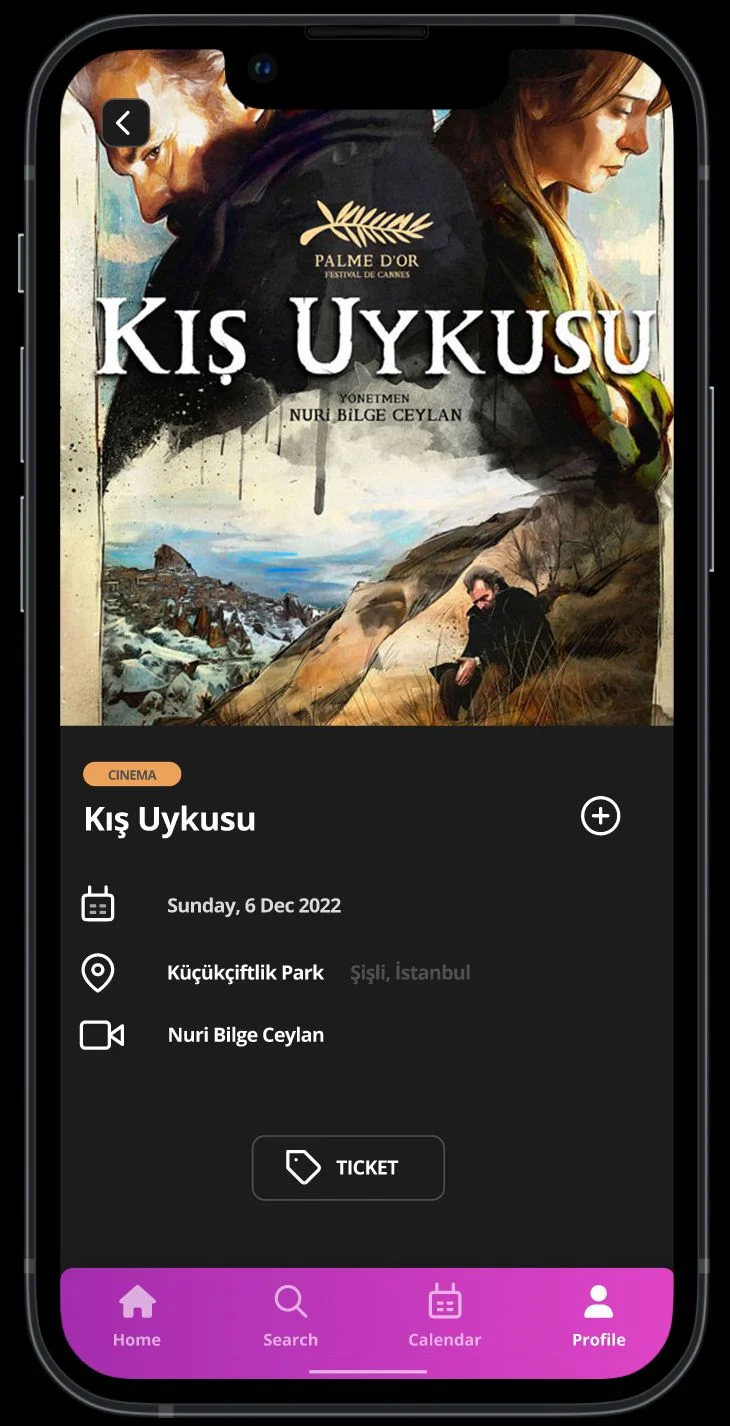 PALME D'OR
FESTIVAL DE CANNES
KIŞ UYKUSU
YÖNETMEN
NURİ BİLGE CEYLAN
CINEMA
Kış Uykusu
Sunday, 6 Dec 2022
Küçükçiftlik Park Şişli, İstanbul
Nuri Bilge Ceylan
TICKET
Home Search Calendar Profile